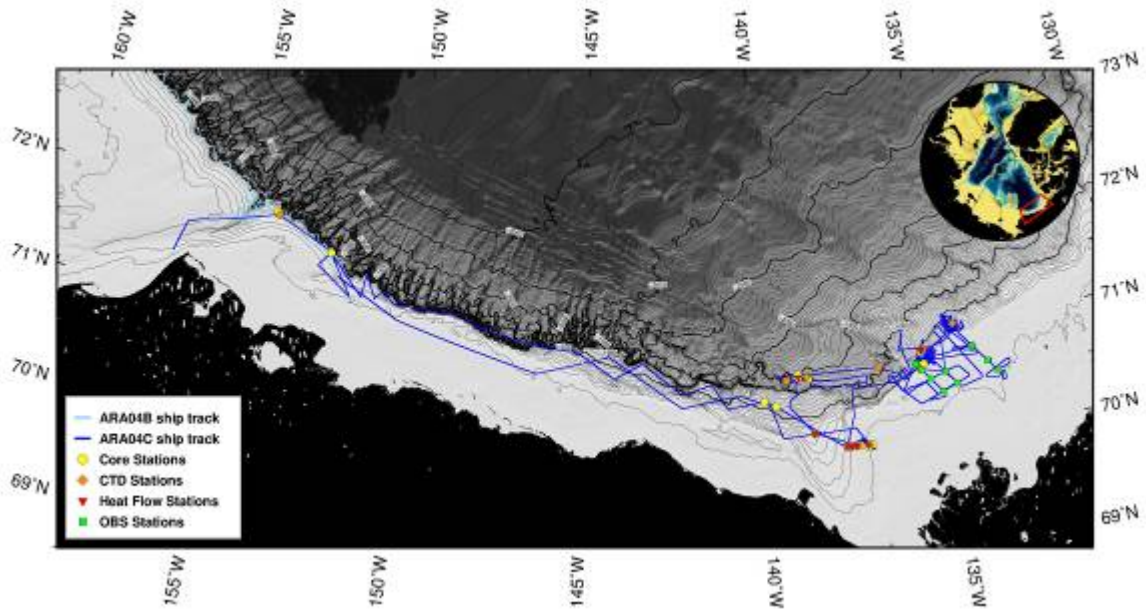 160°W 155°W 150°W 145°W 140°W 135°W 130°W
73°N
72°N
72°N
71°N
71°N
70°N
70°N
69°N
69°N
ARA04B ship track
ARA04C ship track
Core Stations
CTD Stations
Heat Flow Stations
OBS Stations
155°W 150°W 145°W 140°W 135°W